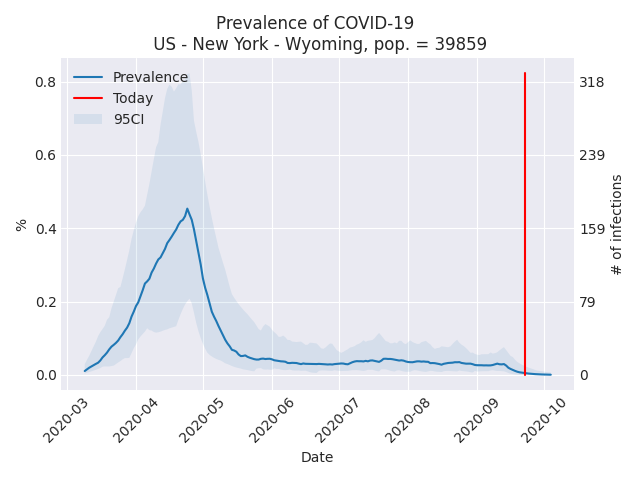 Prevalence of COVID-19
US - New York - Wyoming, pop. = 39859
Prevalence
Today
95CI
0.8
0.6
0.4
0.2
0.0
%
318
239
159
79
0
# of infections
2020-03
2020-04
2020-05
2020-06
2020-07
2020-08
2020-09
2020-10
Date